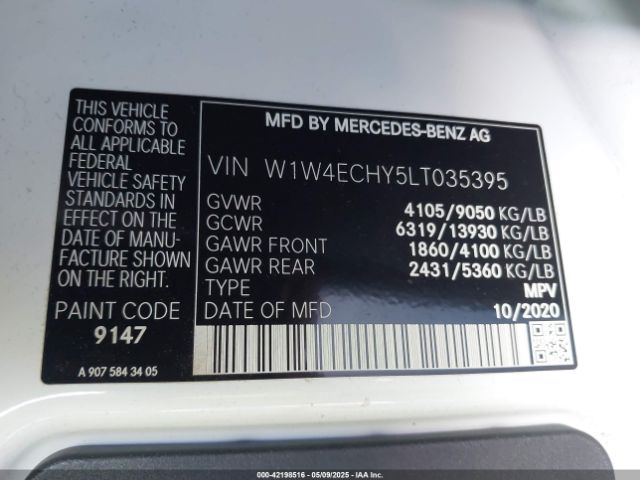 THIS VEHICLE
CONFORMS TO
ALL APPLICABLE
FEDERAL
VEHICLE SAFETY
STANDARDS IN
EFFECT ON THE
DATE OF MANU-
FACTURE SHOWN
ON THE RIGHT.
PAINT CODE
9147
A 907 584 34 05
MFD BY MERCEDES-BENZ AG
VIN W1W4ECHY5LT035395
GVWR 4105/9050 KG/LB
GCWR 6319/13930 KG/LB
GAWR FRONT 1860/4100 KG/LB
GAWR REAR 2431/5360 KG/LB
TYPE MPV
DATE OF MFD 10/2020
000-42198516 - 05/09/2025 - IAAI.COM